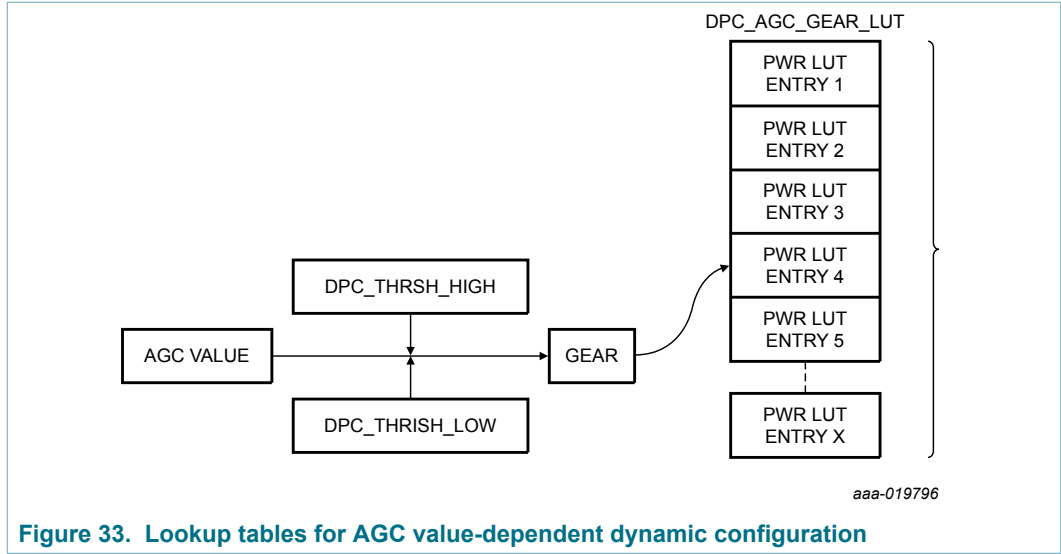 DPC_AGC_GEAR_LUT
PWR LUT
ENTRY 1
PWR LUT
ENTRY 2
PWR LUT
ENTRY 3
PWR LUT
ENTRY 4
PWR LUT
ENTRY 5
PWR LUT
ENTRY X
DPC_THRSH_HIGH
AGC VALUE
GEAR
DPC_THRISH_LOW
aaa-019796
Figure 33. Lookup tables for AGC value-dependent dynamic configuration